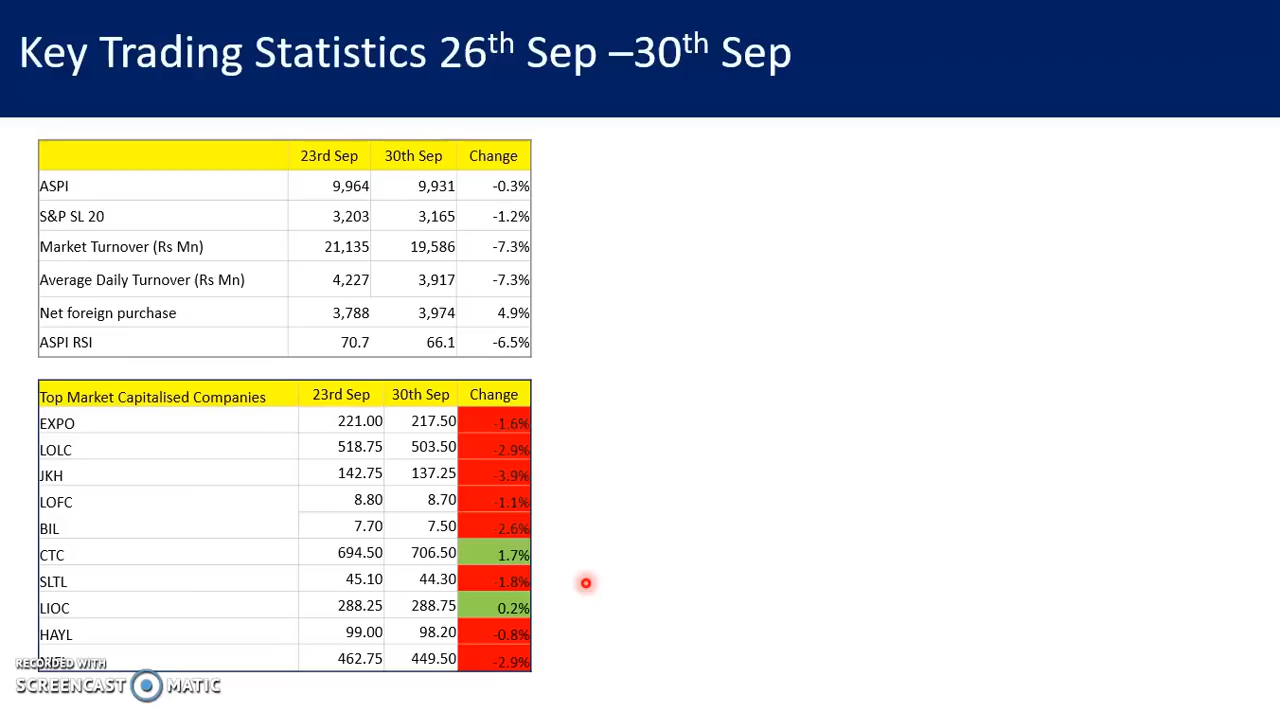 Key Trading Statistics 26th Sep –30th Sep
23rd Sep 30th Sep Change
ASPI 9,964 9,931 -0.3%
S&P SL 20 3,203 3,165 -1.2%
Market Turnover (Rs Mn) 21,135 19,586 -7.3%
Average Daily Turnover (Rs Mn) 4,227 3,917 -7.3%
Net foreign purchase 3,788 3,974 4.9%
ASPI RSI 70.7 66.1 -6.5%
Top Market Capitalised Companies 23rd Sep 30th Sep Change
EXPO 221.00 217.50 -1.6%
LOLC 518.75 503.50 -2.9%
JKH 142.75 137.25 -3.9%
LOFC 8.80 8.70 -1.1%
BIL 7.70 7.50 -2.6%
CTC 694.50 706.50 1.7%
SLTL 45.10 44.30 -1.8%
LIOC 288.25 288.75 0.2%
HAYL 99.00 98.20 -0.8%
462.75 449.50 -2.9%
RECORDED WITH
SCREENCAST MATIC